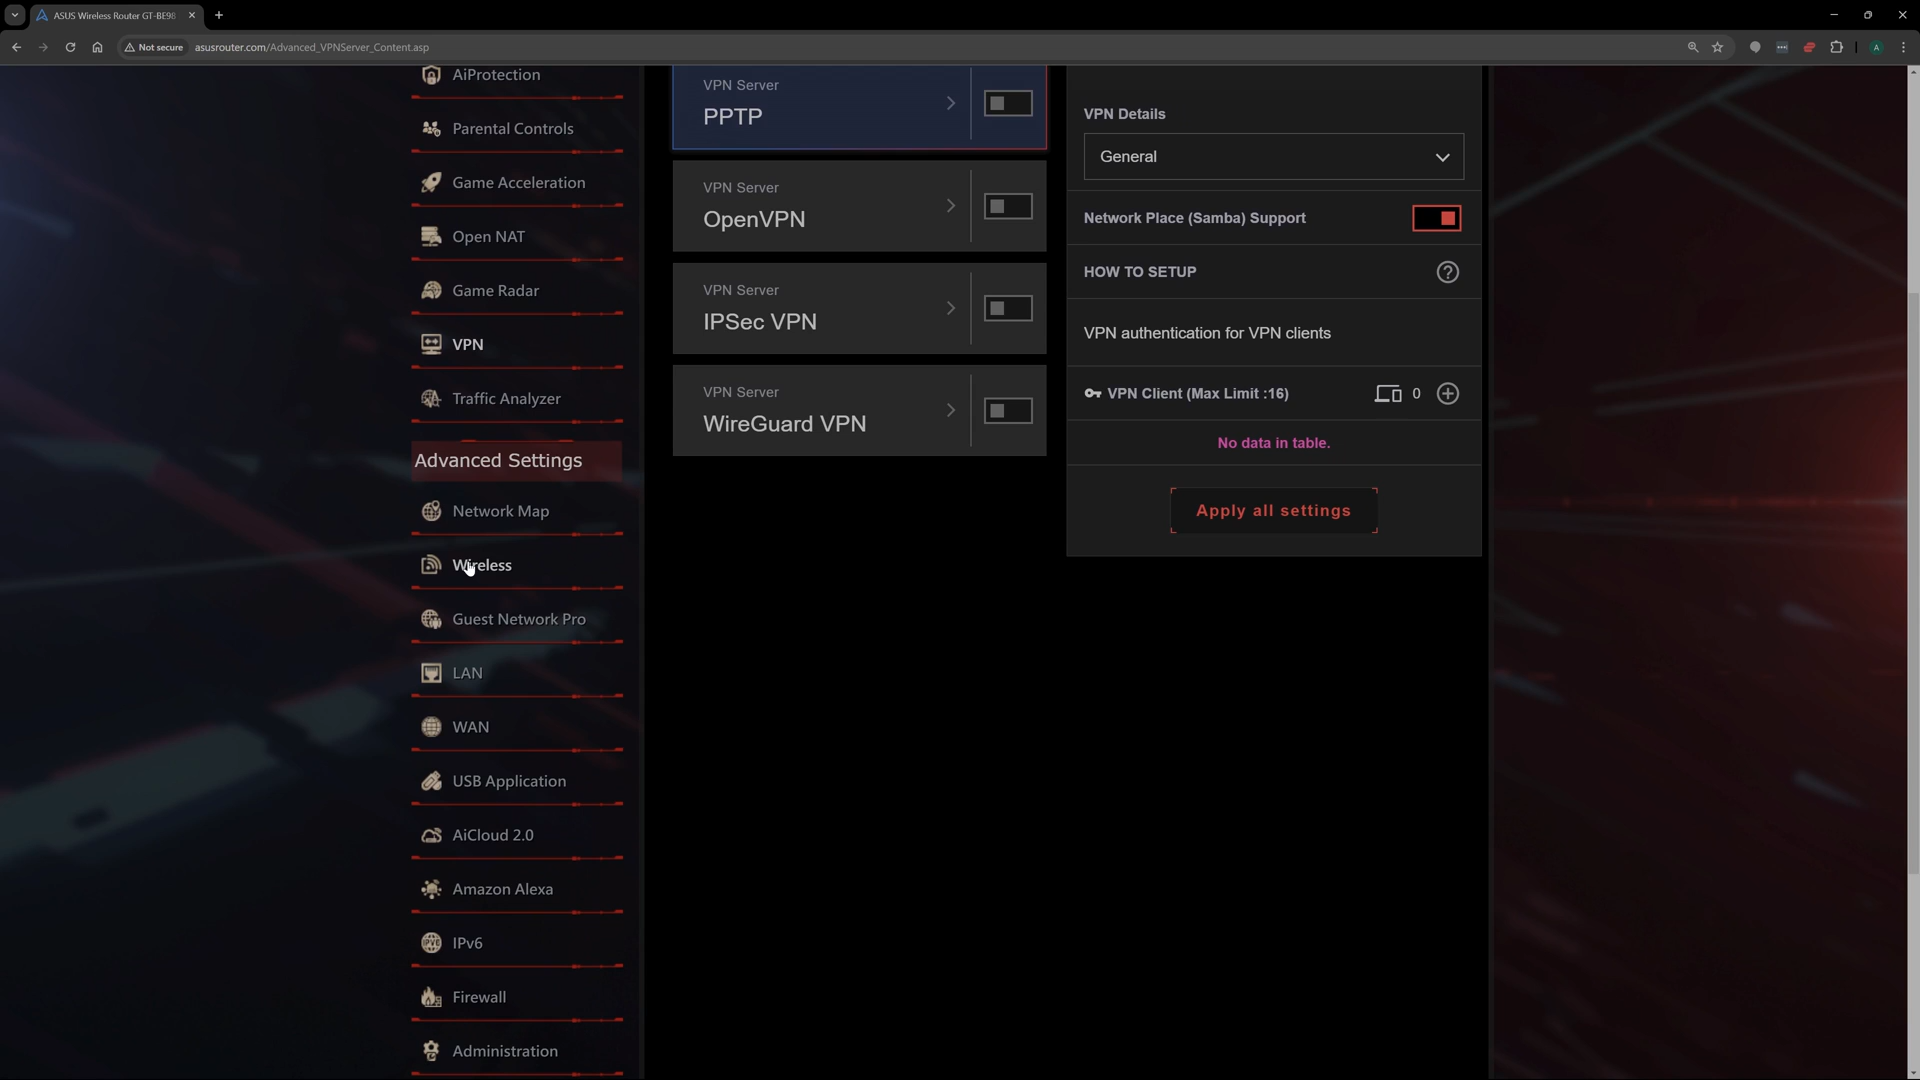 ASUS Wireless Router GT-BE98
Not secure
asusrouter.com/Advanced_VPNServer_Content.asp
A
AiProtection
Parental Controls
Game Acceleration
Open NAT
Game Radar
VPN
Traffic Analyzer
Advanced Settings
Network Map
Wireless
Guest Network Pro
LAN
WAN
USB Application
AiCloud 2.0
Amazon Alexa
IPv6
Firewall
Administration
VPN Server
PPTP
VPN Server
OpenVPN
VPN Server
IPSec VPN
VPN Server
WireGuard VPN
VPN Details
General
Network Place (Samba) Support
HOW TO SETUP
?
VPN authentication for VPN clients
VPN Client (Max Limit :16)
0
No data in table.
Apply all settings